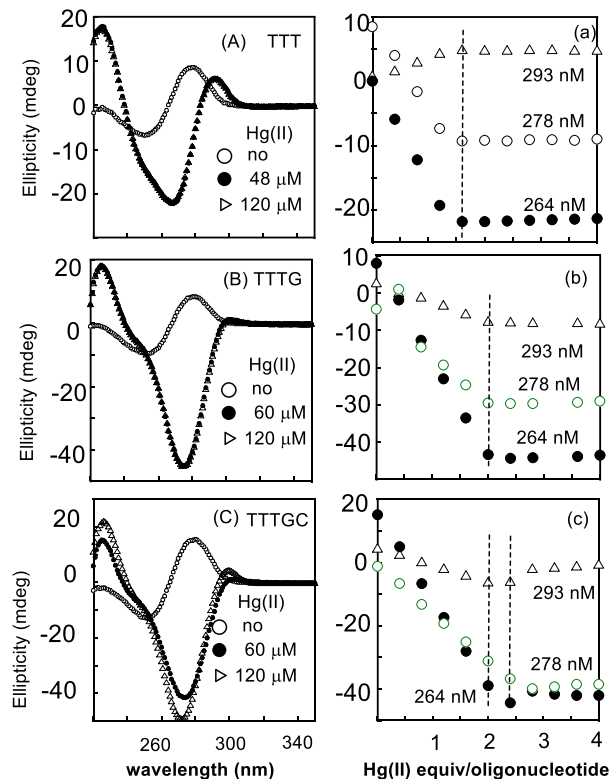 20
10
0
-10
-20
Ellipticity (mdeg)
(A) TTT
Hg(II)
no
48 μM
120 μM
10
0
-10
-20
(a)
293 nM
278 nM
264 nM
20
0
-20
-40
Ellipticity (mdeg)
(B) TTTG
Hg(II)
no
60 μM
120 μM
10
0
-10
-20
-30
-40
(b)
293 nM
278 nM
264 nM
20
0
-20
-40
Ellipticity (mdeg)
(C) TTTGC
Hg(II)
no
60 μM
120 μM
260 300 340
wavelength (nm)
20
0
-20
-40
(c)
293 nM
278 nM
264 nM
1 2 3 4
Hg(II) equiv/oligonucleotide